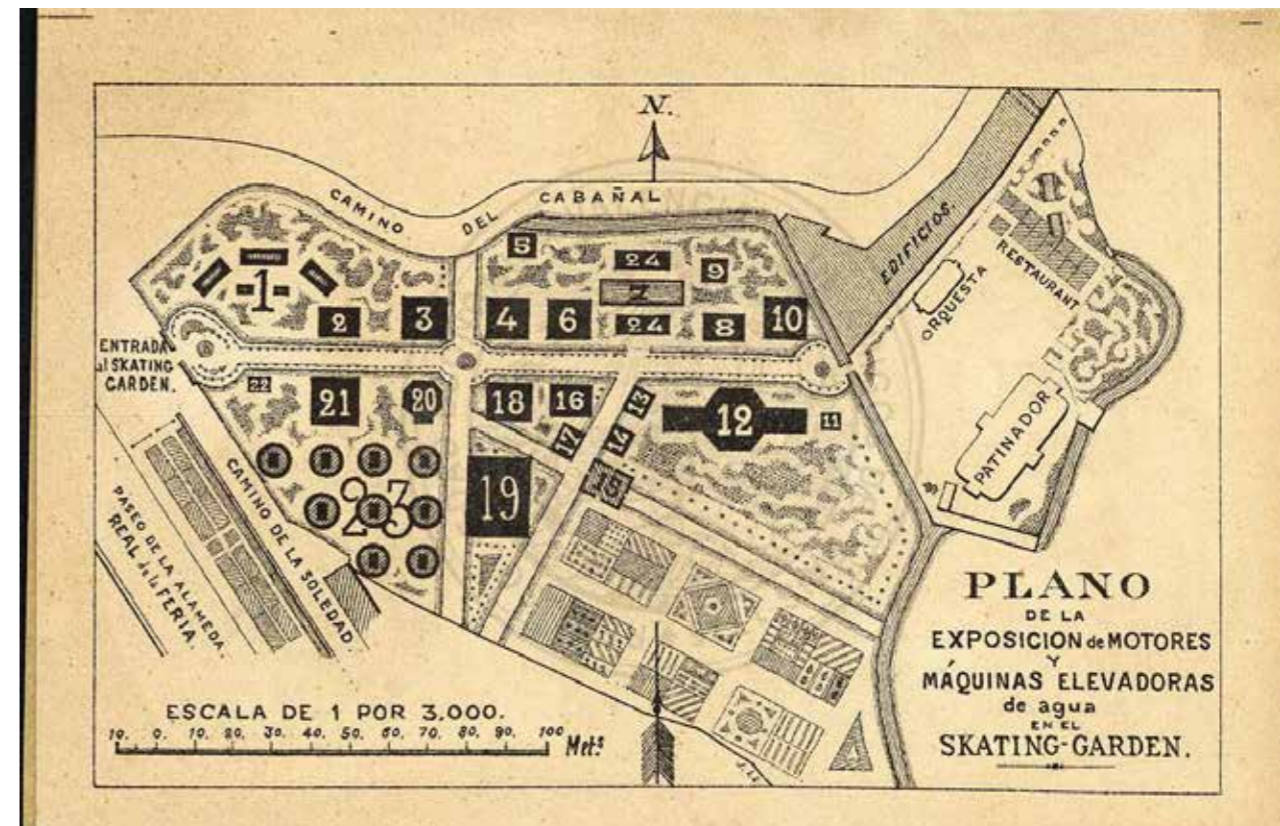 N.
CAMINO DEL CABAÑAL
EDIFICIOS.
RESTAURANT
ORQUESTA
PATINADOR
ENTRADA
al SKATING
GARDEN.
1
2
3
4
5
6
7
24
24
8
9
10
11
12
13
14
15
16
17
18
19
20
21
22
23
CAMINO DE LA SOLEDAD.
PASEO DE LA ALAMEDA.
REAL de la FERIA.
ESCALA DE 1 POR 3.000.
10. 0. 10. 20. 30. 40. 50. 60. 70. 80. 90. 100 Mets
PLANO
DE LA
EXPOSICION de MOTORES
Y
MÁQUINAS ELEVADORAS
de agua
EN EL
SKATING-GARDEN.